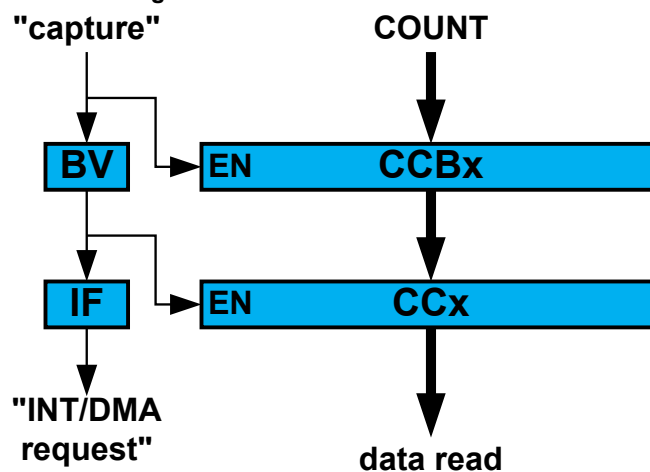 "capture"
COUNT
BV
EN
CCBx
IF
EN
CCx
"INT/DMA
request"
data read